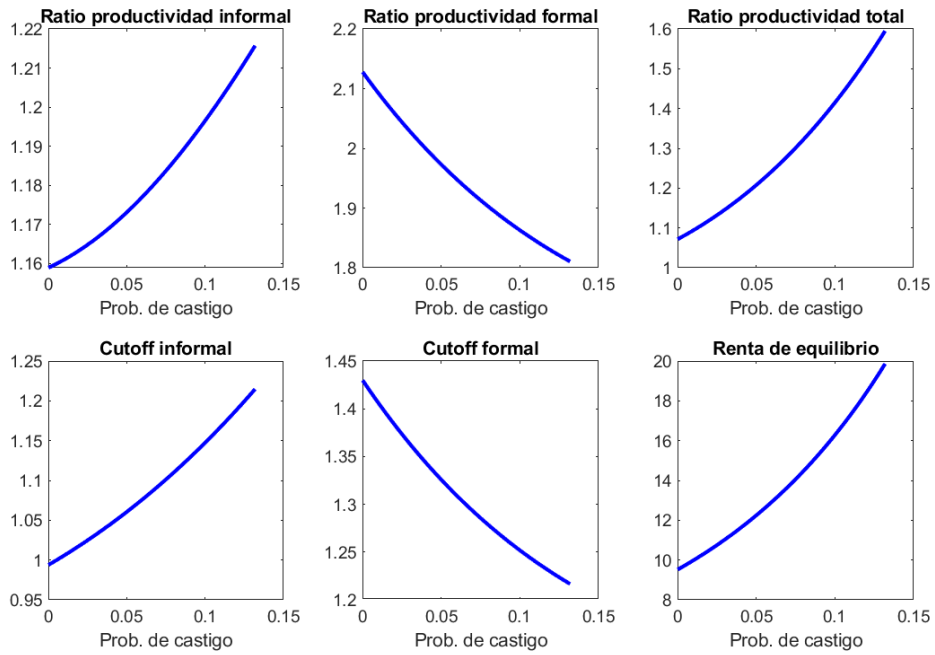 Ratio productividad informal
1.22
1.21
1.2
1.19
1.18
1.17
1.16
0 0.05 0.1 0.15
Prob. de castigo
Ratio productividad formal
2.2
2.1
2
1.9
1.8
0 0.05 0.1 0.15
Prob. de castigo
Ratio productividad total
1.6
1.5
1.4
1.3
1.2
1.1
1
0 0.05 0.1 0.15
Prob. de castigo
Cutoff informal
1.25
1.2
1.15
1.1
1.05
1
0.95
0 0.05 0.1 0.15
Prob. de castigo
Cutoff formal
1.45
1.4
1.35
1.3
1.25
1.2
0 0.05 0.1 0.15
Prob. de castigo
Renta de equilibrio
20
18
16
14
12
10
8
0 0.05 0.1 0.15
Prob. de castigo